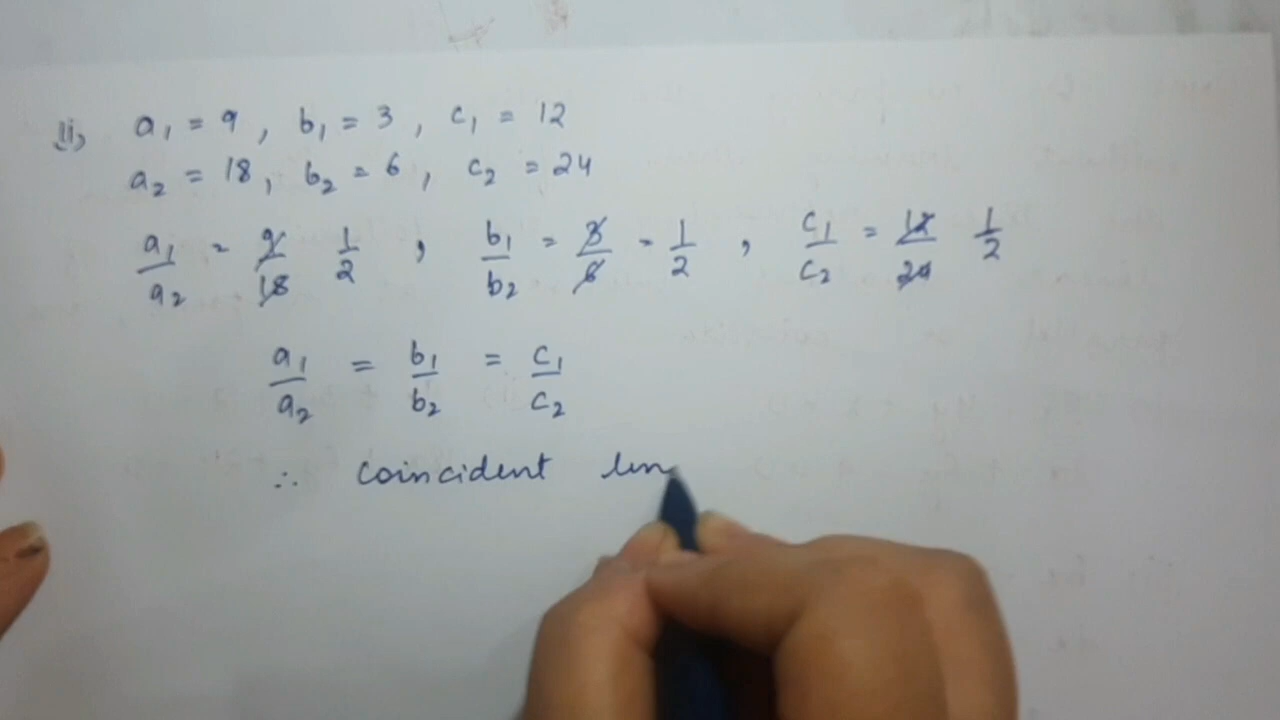 ii, a1 = 9 , b1 = 3 , c1 = 12
a2 = 18 , b2 = 6 , c2 = 24
a1/a2 = 9/18 1/2 , b1/b2 = 3/6 = 1/2 , c1/c2 = 12/24 1/2
a1/a2 = b1/b2 = c1/c2
∴ coincident lin